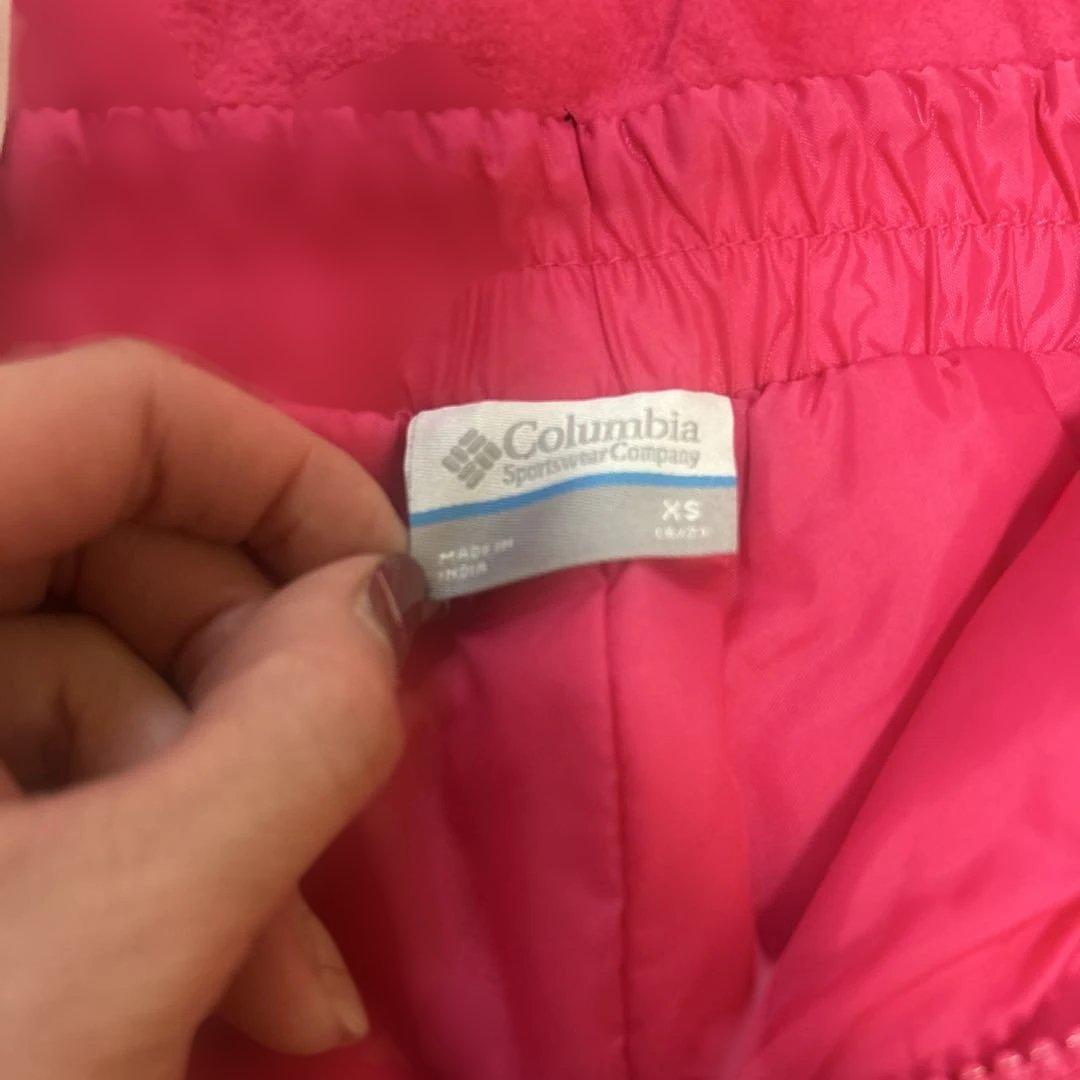 Columbia
Sportswear Company
XS
MADE IN
INDIA